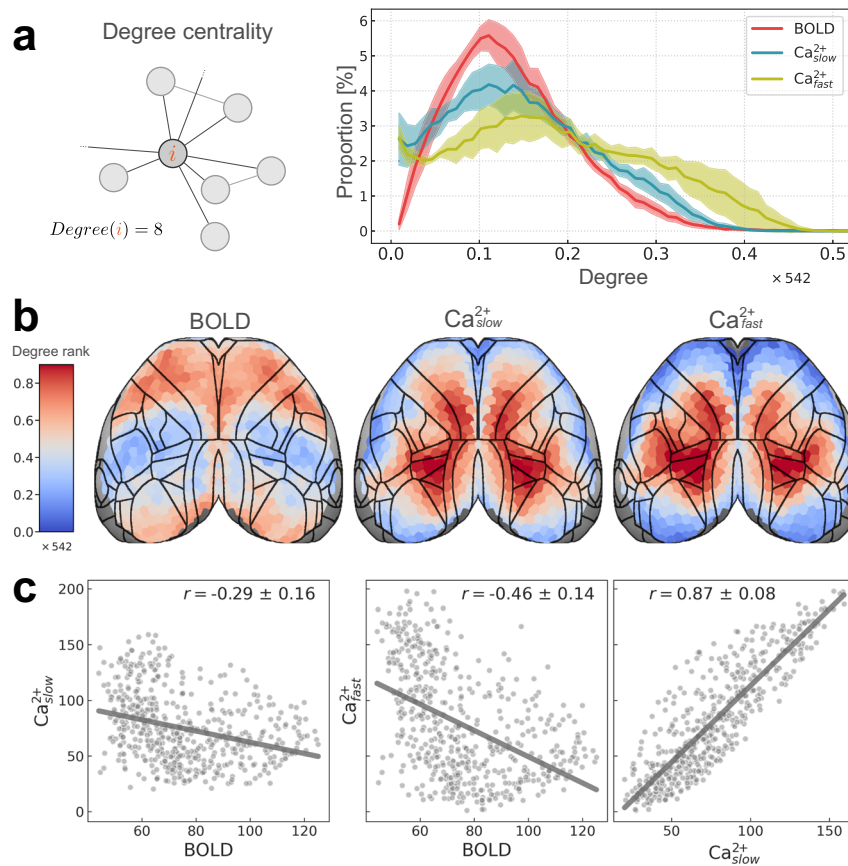 a
Degree centrality
i
Degree(i) = 8
Proportion [%]
6
5
4
3
2
1
0
BOLD
Ca²⁺slow
Ca²⁺fast
0.0 0.1 0.2 0.3 0.4 0.5
Degree
× 542
b
BOLD Ca²⁺slow Ca²⁺fast
Degree rank
0.8
0.6
0.4
0.2
0.0
× 542
c
r = -0.29 ± 0.16
Ca²⁺slow
200
150
100
50
0
60 80 100 120
BOLD
r = -0.46 ± 0.14
Ca²⁺fast
60 80 100 120
BOLD
r = 0.87 ± 0.08
50 100 150
Ca²⁺slow